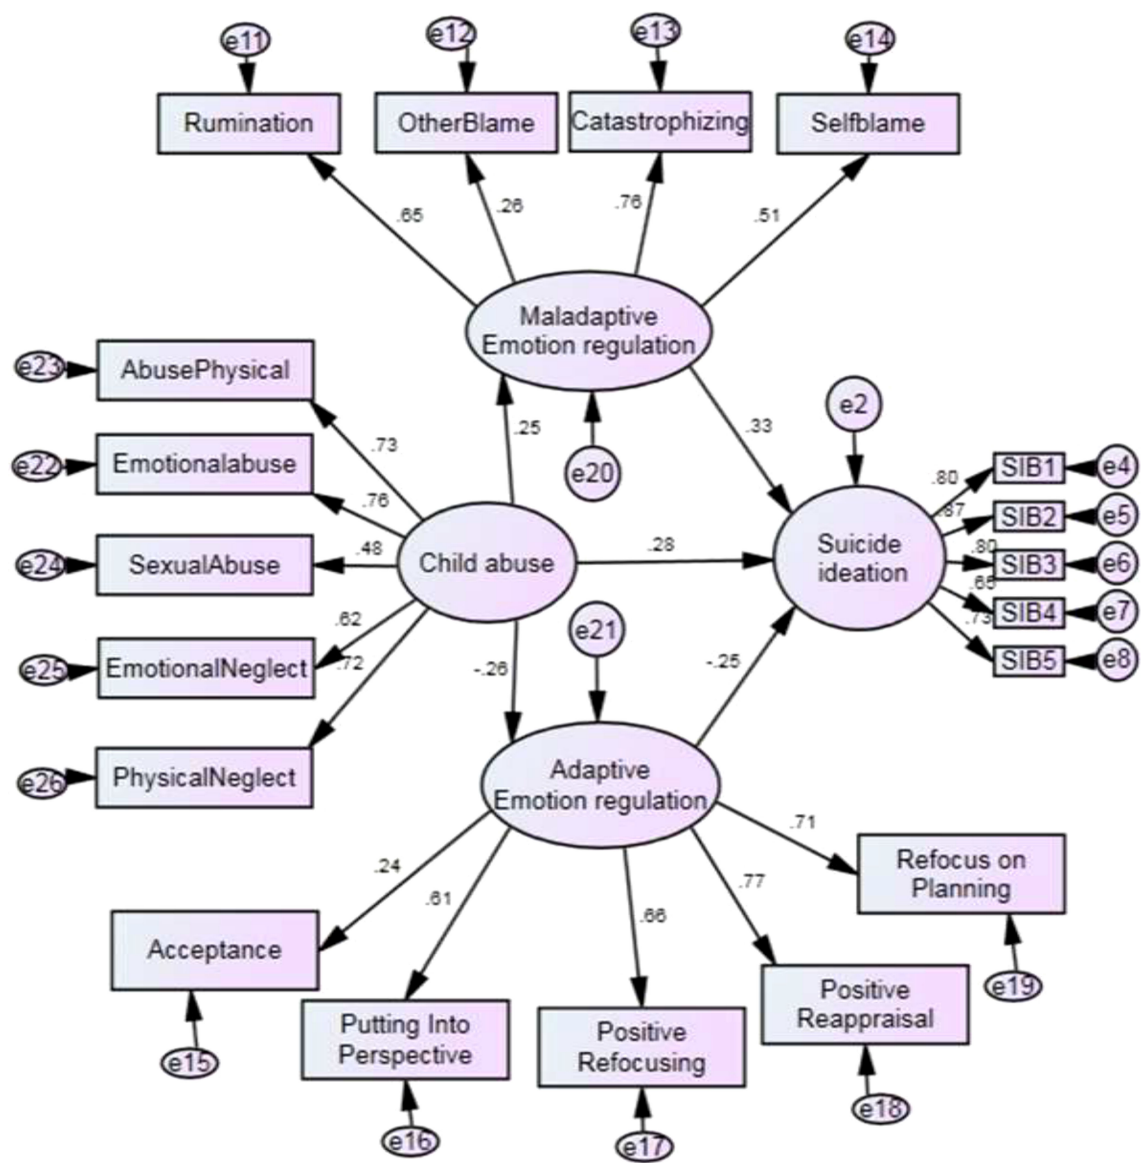 e11
e12
e13
e14
Rumination
OtherBlame
Catastrophizing
Selfblame
.65
.26
.76
.51
Maladaptive
Emotion regulation
e20
e23
AbusePhysical
e22
Emotionalabuse
e24
SexualAbuse
e25
EmotionalNeglect
e26
PhysicalNeglect
.73
.76
.48
.62
.72
Child abuse
.25
.28
-.26
.33
-.25
e2
Suicide
ideation
.80
.87
.80
.65
.73
SIB1
e4
SIB2
e5
SIB3
e6
SIB4
e7
SIB5
e8
e21
Adaptive
Emotion regulation
.24
.61
.66
.77
.71
Acceptance
e15
Putting Into
Perspective
e16
Positive
Refocusing
e17
Positive
Reappraisal
e18
Refocus on
Planning
e19